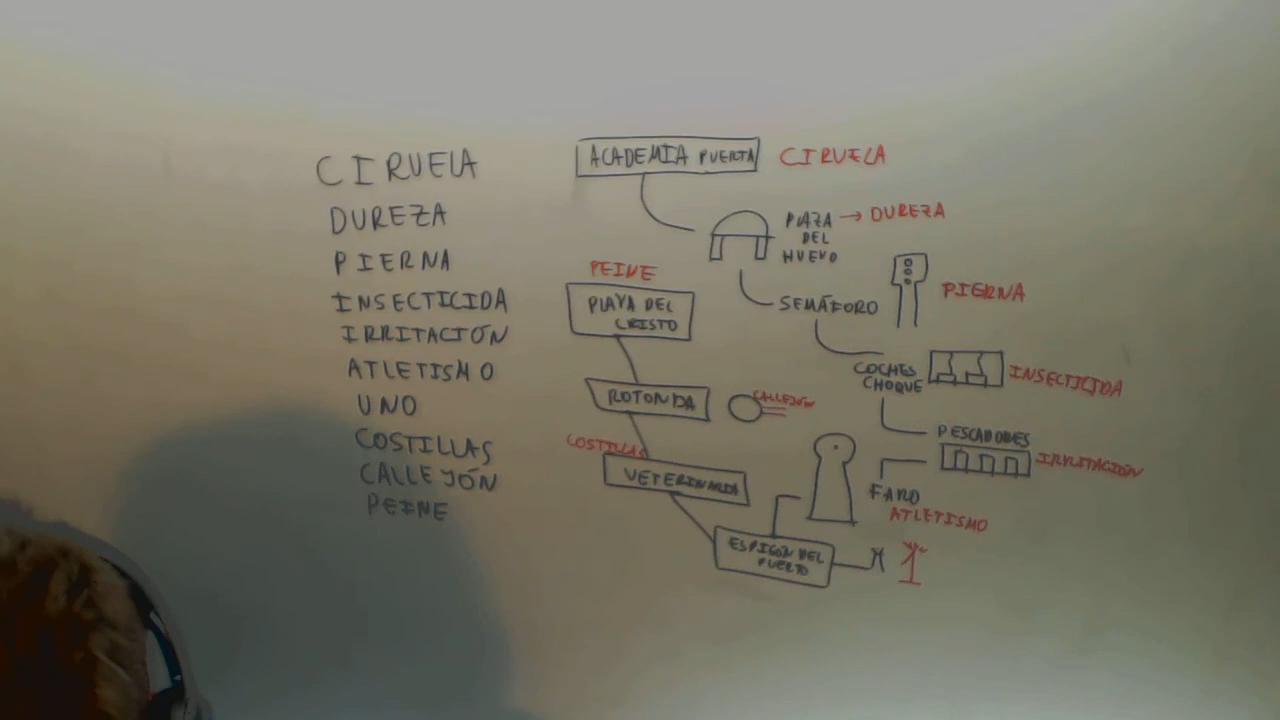 CIRUELA
DUREZA
PIERNA
INSECTICIDA
IRRITACIÓN
ATLETISMO
UNO
COSTILLAS
CALLEJÓN
PEINE
ACADEMIA PUERTA
CIRUELA
PLAZA → DUREZA
DEL
HUEVO
SEMÁFORO
PIERNA
COCHES
CHOQUE
INSECTICIDA
PESCADORES
IRRITACIÓN
FARO
ATLETISMO
ESPIGÓN DEL
PUERTO
1
COSTILLAS
VETERINARIA
ROTONDA
CALLEJÓN
PEINE
PLAYA DEL
CRISTO